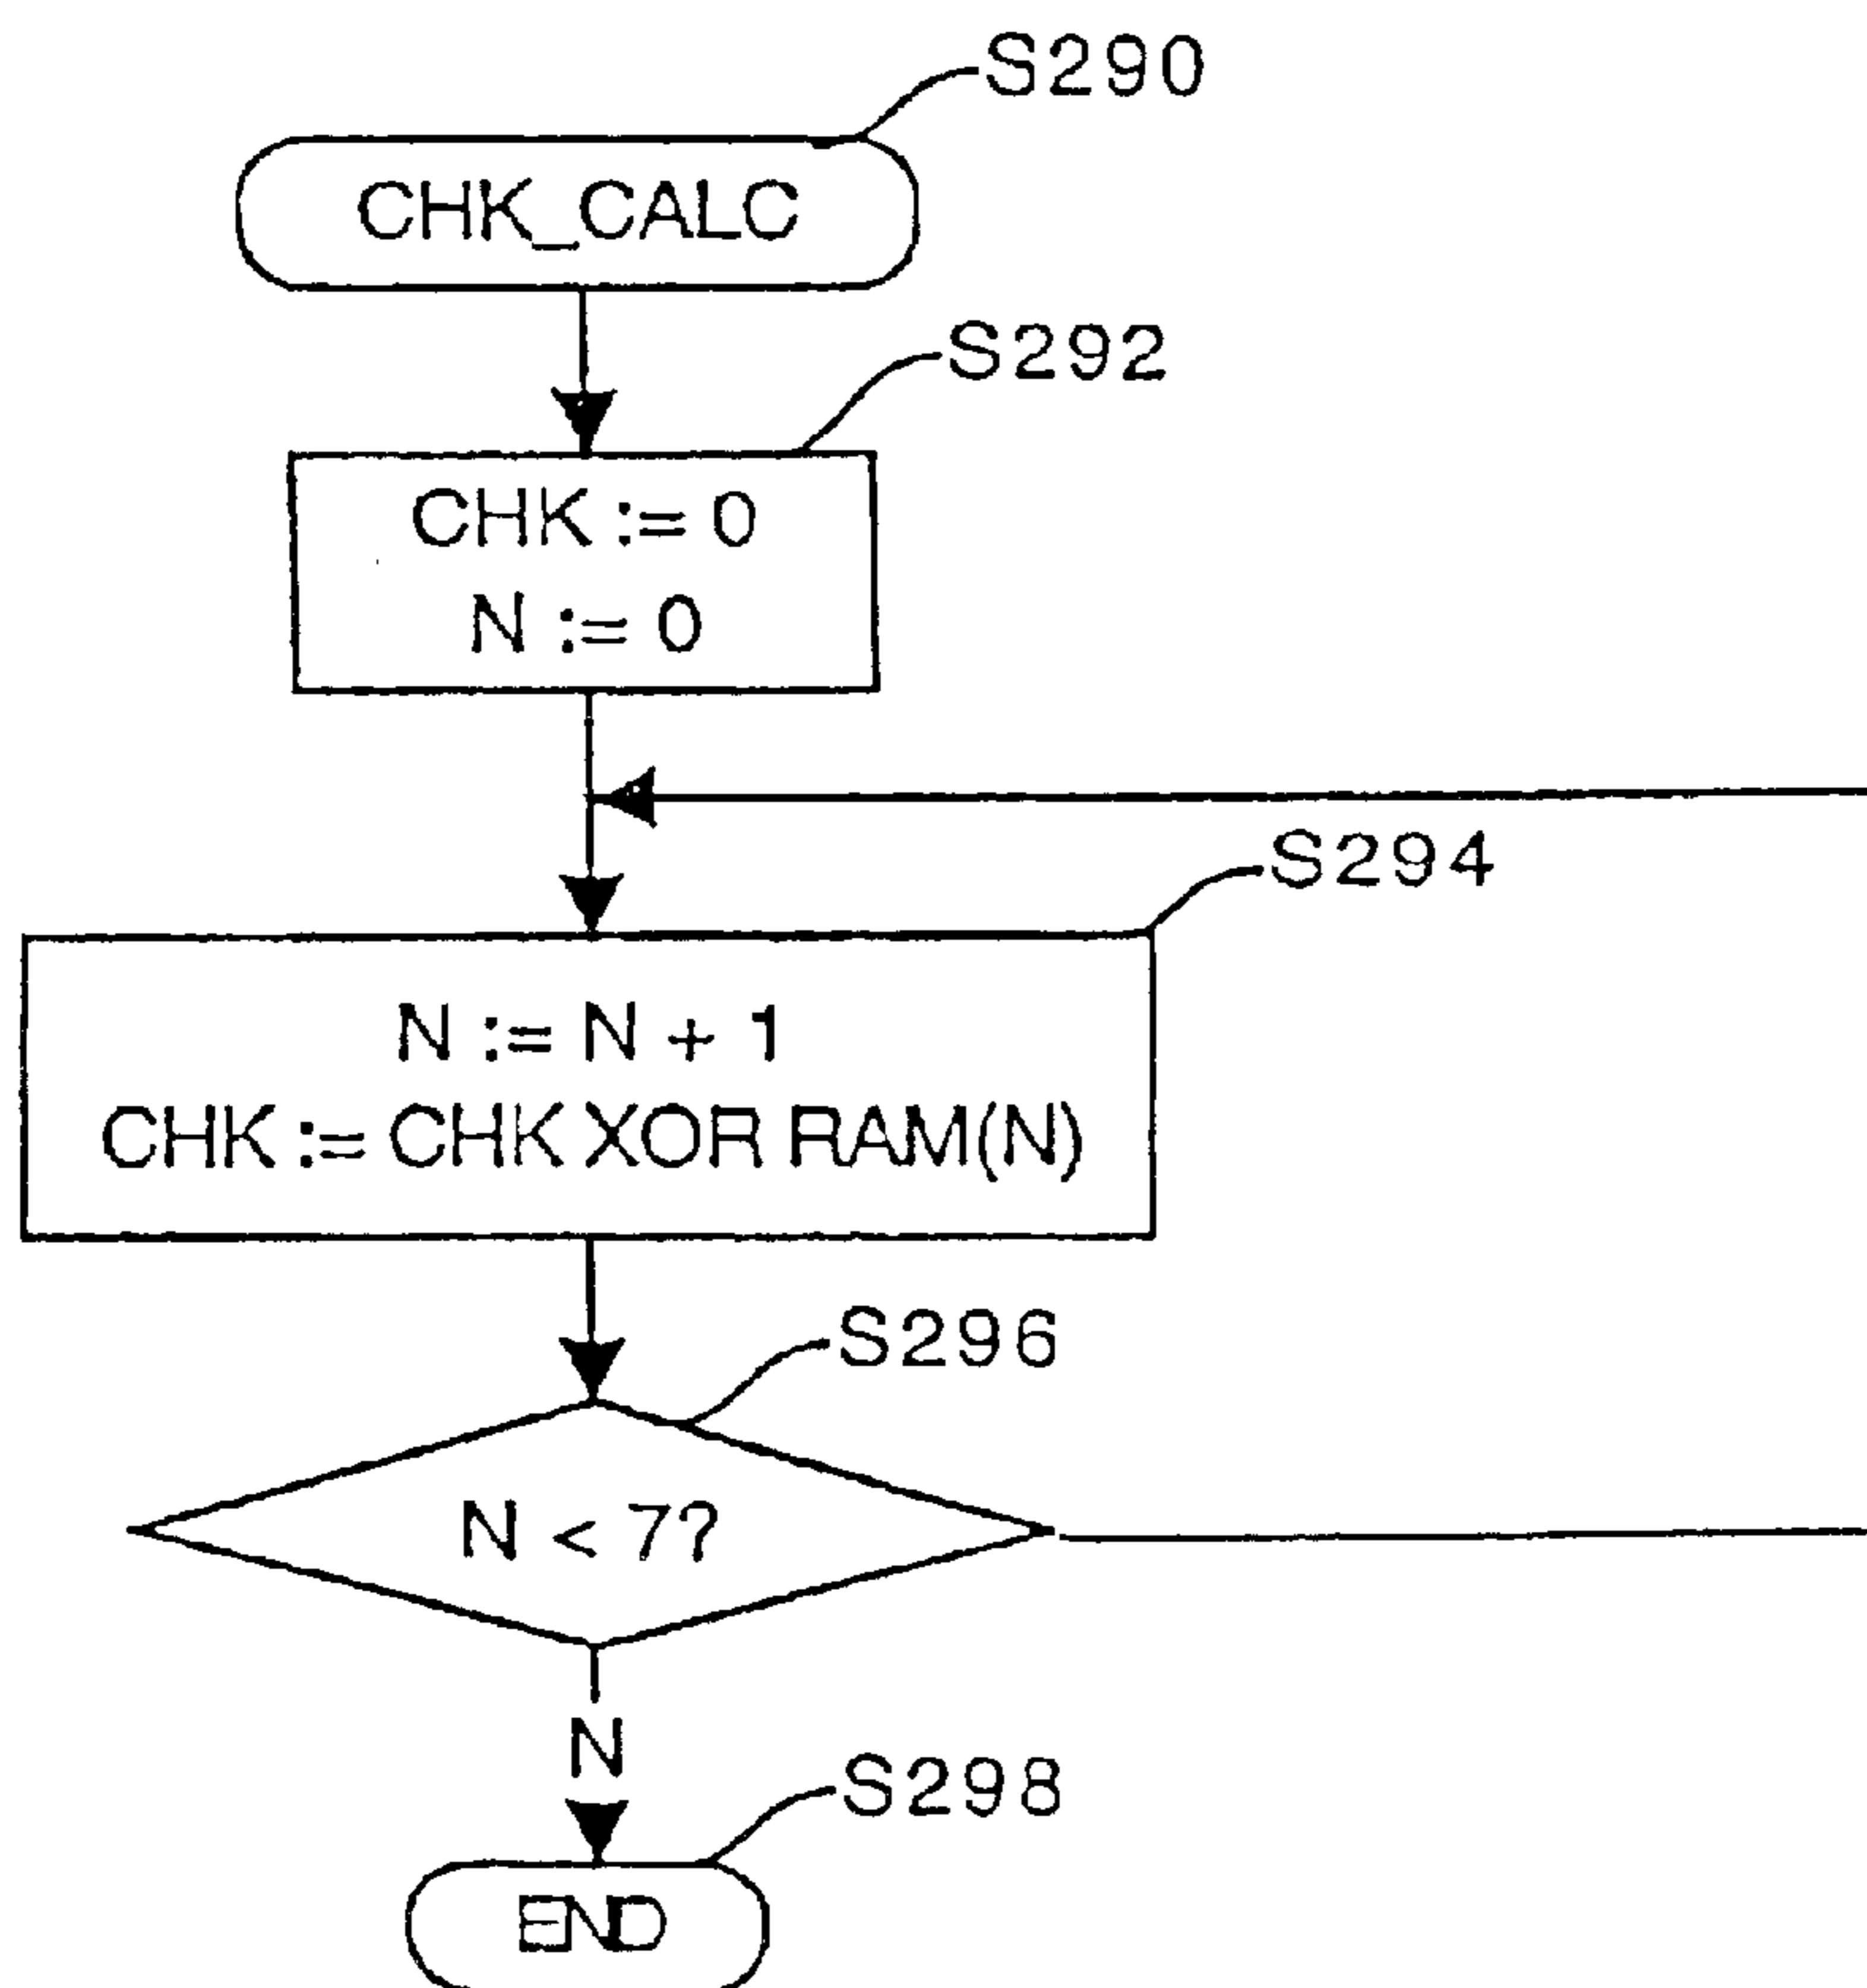 S290
CHK_CALC
S292
CHK := 0
N := 0
S294
N := N + 1
CHK := CHK XOR RAM(N)
S296
N < 7?
N
S298
END